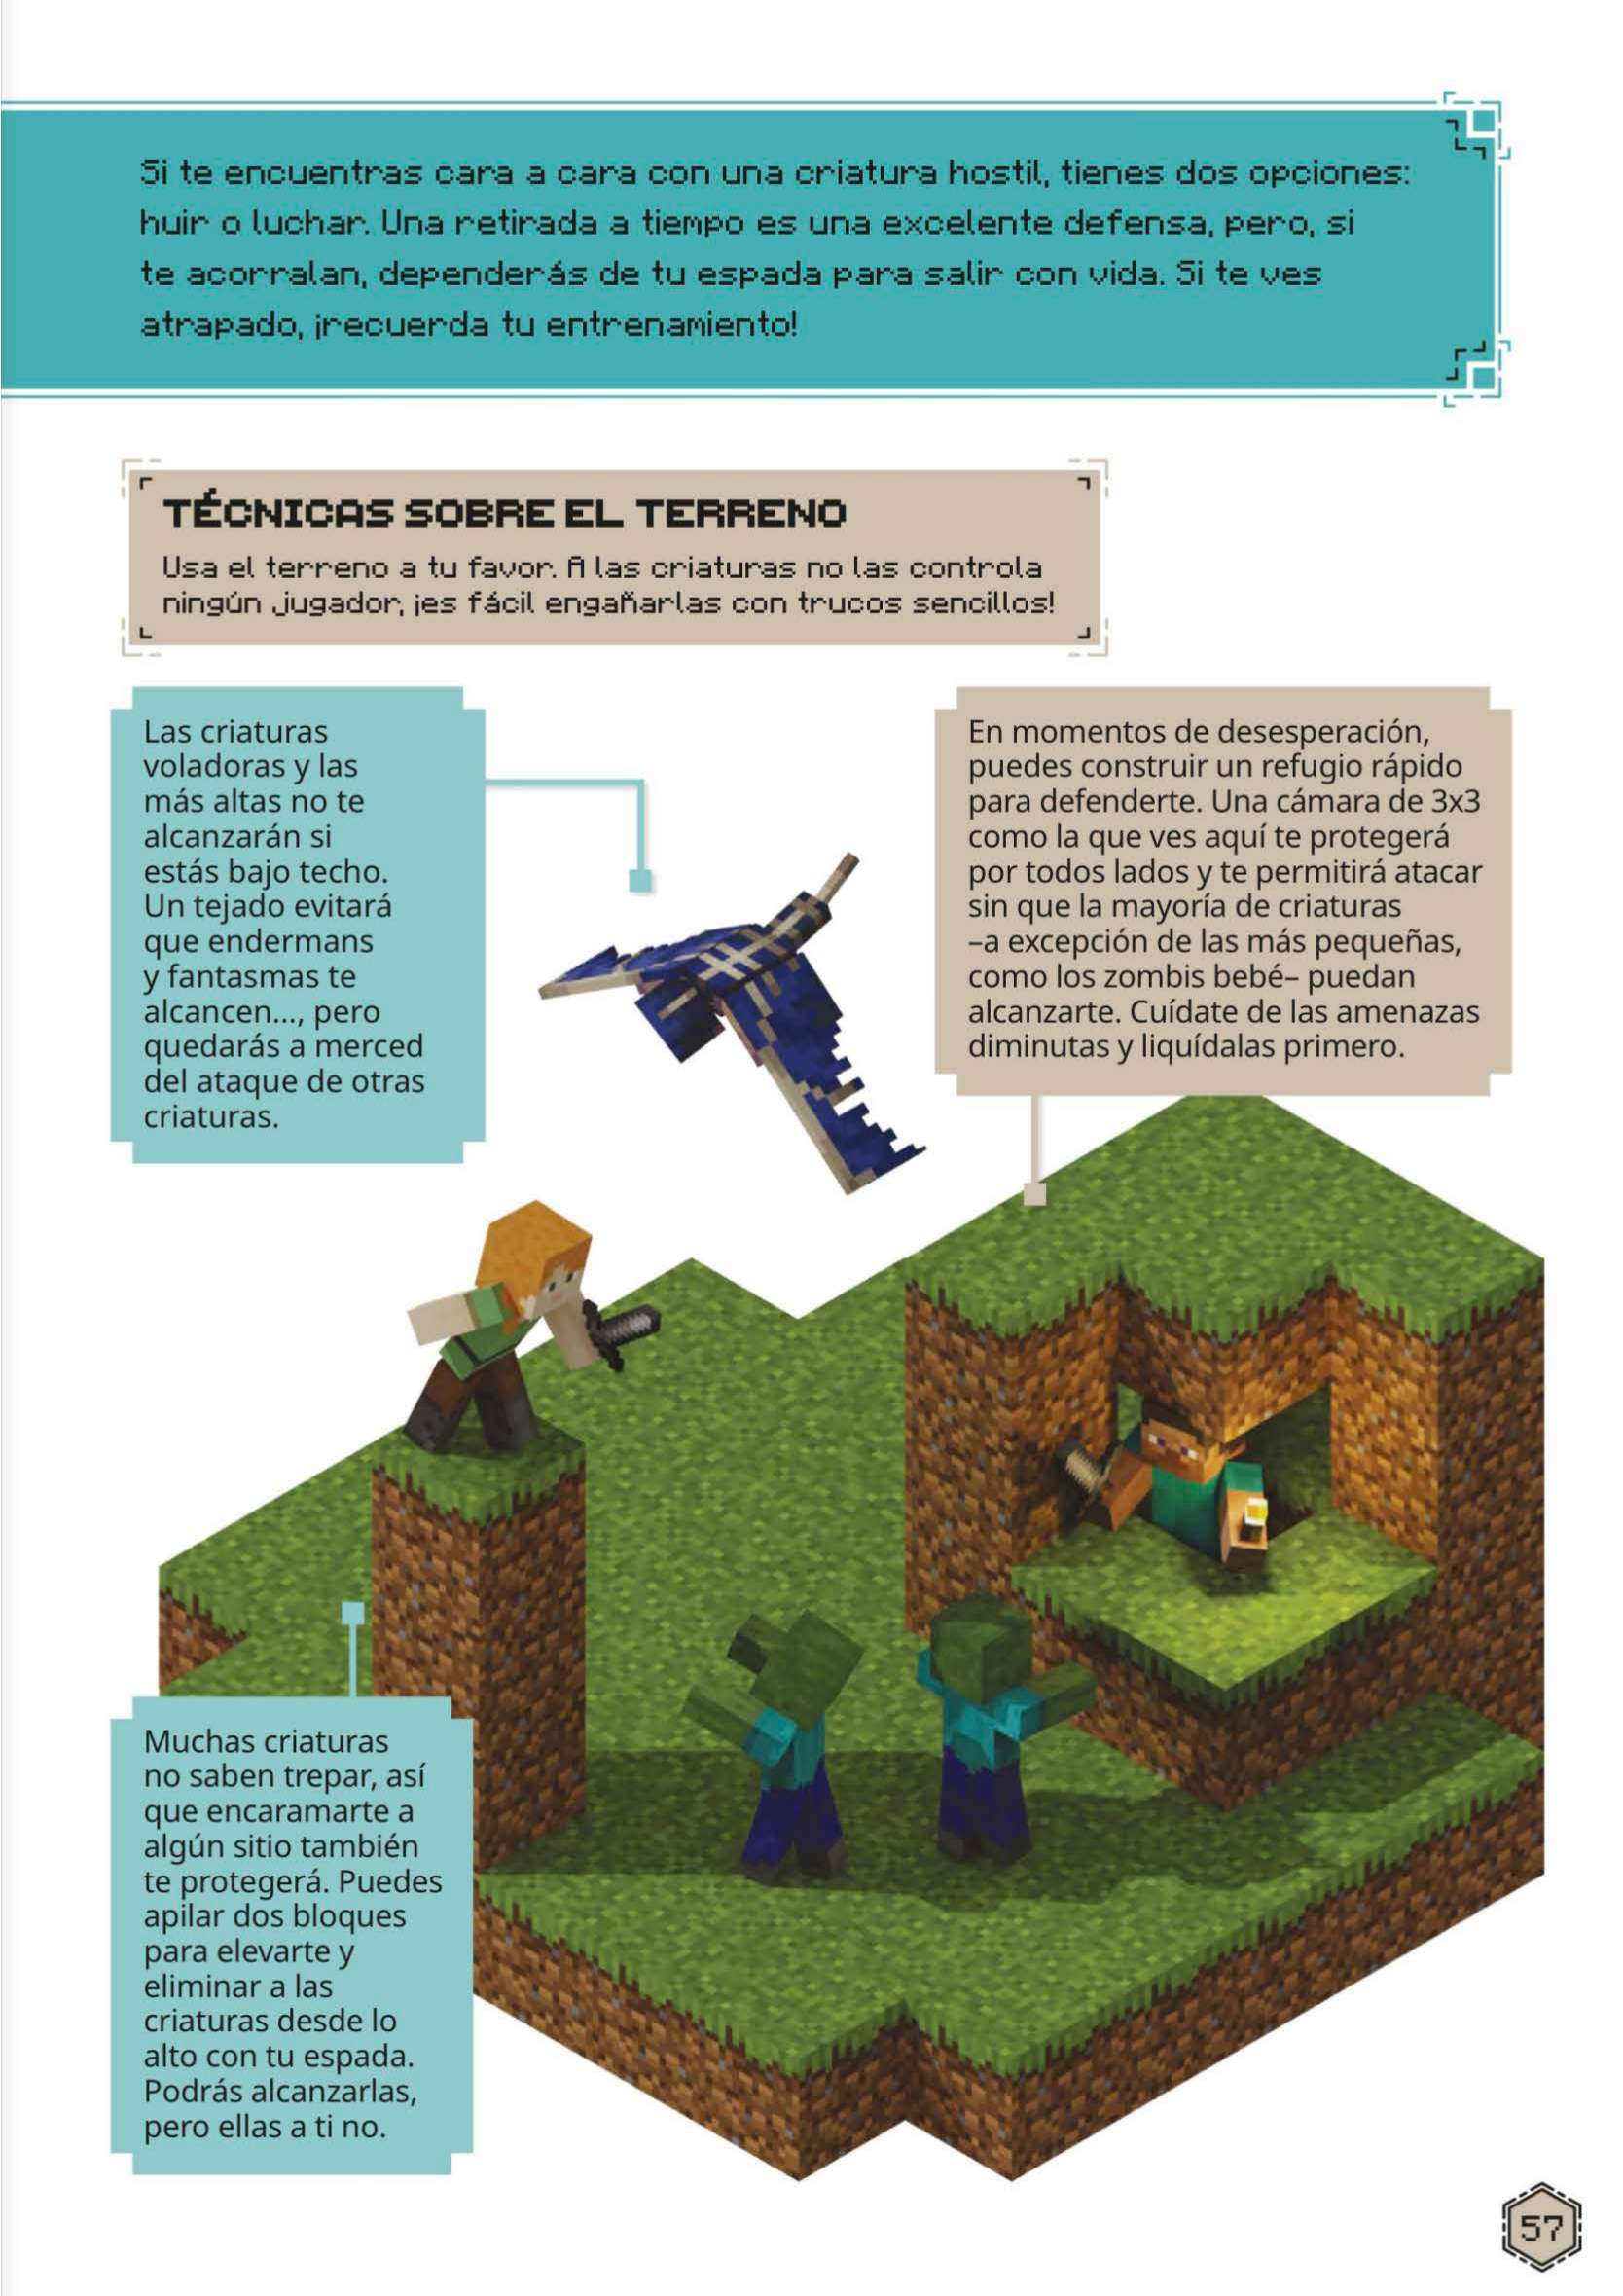 Si te encuentras cara a cara con una criatura hostil, tienes dos opciones:
huir o luchar. Una retirada a tiempo es una excelente defensa, pero, si
te acorralan, dependerás de tu espada para salir con vida. Si te ves
atrapado, ¡recuerda tu entrenamiento!
TÉCNICAS SOBRE EL TERRENO
Usa el terreno a tu favor. A las criaturas no las controla
ningún jugador, ¡es fácil engañarlas con trucos sencillos!
Las criaturas
voladoras y las
más altas no te
alcanzarán si
estás bajo techo.
Un tejado evitará
que endermans
y fantasmas te
alcancen..., pero
quedarás a merced
del ataque de otras
criaturas.
En momentos de desesperación,
puedes construir un refugio rápido
para defenderte. Una cámara de 3x3
como la que ves aquí te protegerá
por todos lados y te permitirá atacar
sin que la mayoría de criaturas
–a excepción de las más pequeñas,
como los zombis bebé– puedan
alcanzarte. Cuídate de las amenazas
diminutas y liquídalas primero.
Muchas criaturas
no saben trepar, así
que encaramarte a
algún sitio también
te protegerá. Puedes
apilar dos bloques
para elevarte y
eliminar a las
criaturas desde lo
alto con tu espada.
Podrás alcanzarlas,
pero ellas a ti no.
57